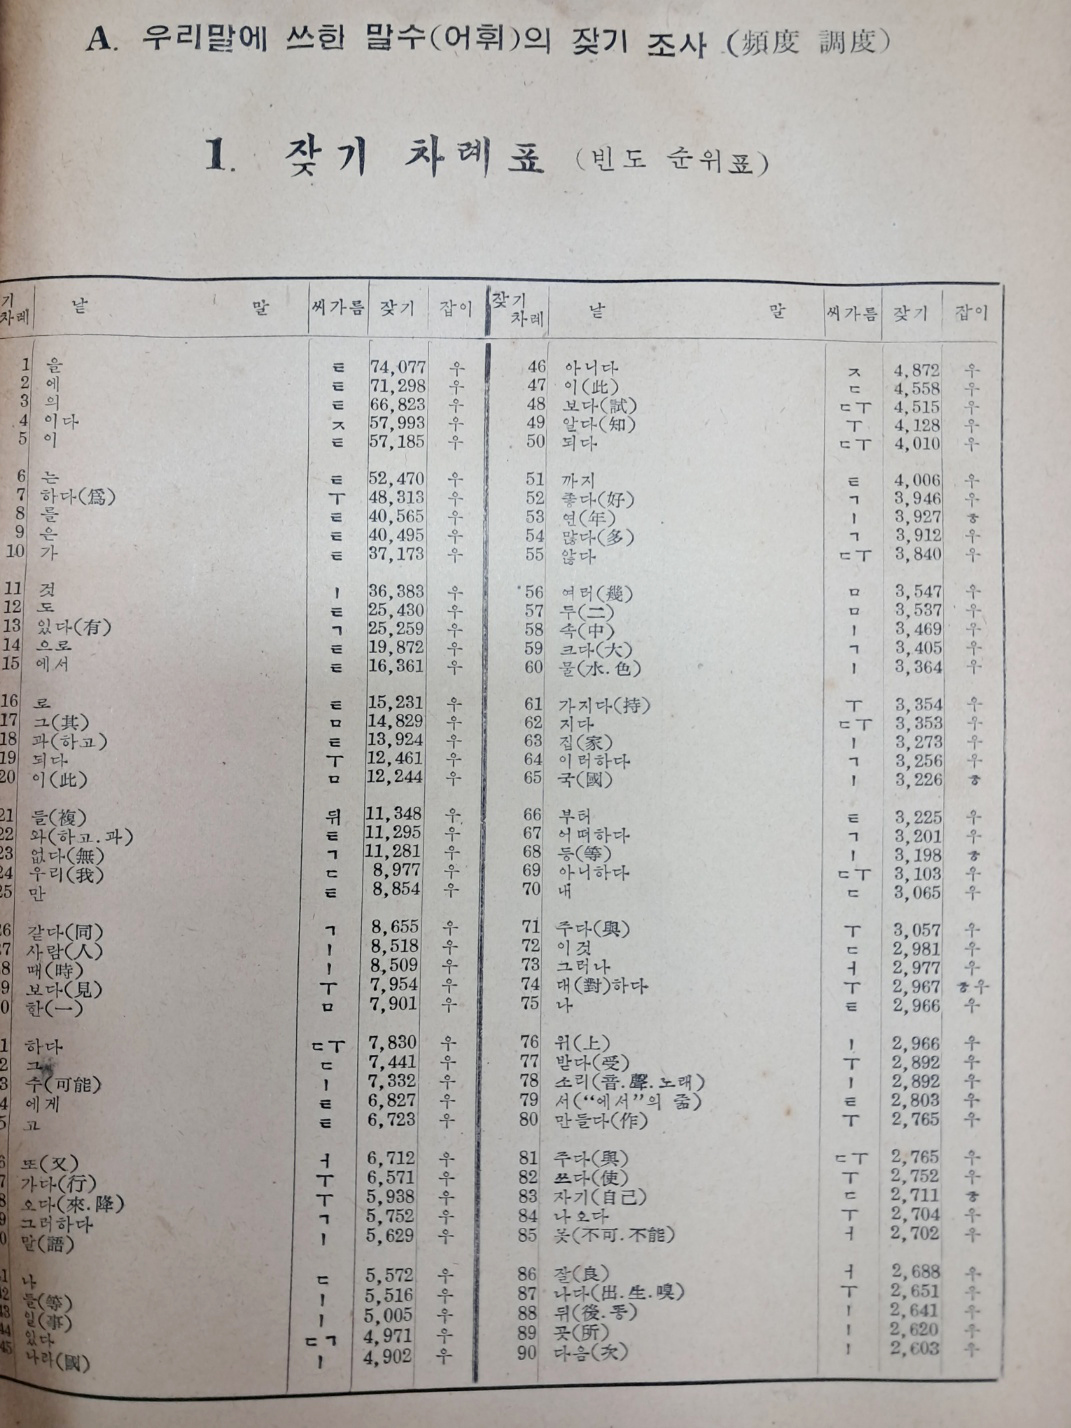 A. 우리말에 쓰한 말수(어휘)의 잦기 조사 (頻度 調度)
1. 잦기 차례 표 (빈도 순위표)
기차례 낱 말 씨가름 잦기 잡이
1 을 ㅌ 74,077 우
2 에 ㅌ 71,298 우
3 의 ㅌ 66,823 우
4 이다 ㅈ 57,993 우
5 이 ㅌ 57,185 우
6 는 ㅌ 52,470 우
7 하다(爲) ㅜ 48,313 우
8 를 ㅌ 40,565 우
9 은 ㅌ 40,495 우
10 가 ㅌ 37,173 우
11 것 ㅣ 36,383 우
12 도 ㅌ 25,430 우
13 있다(有) ㄱ 25,259 우
14 으로 ㅌ 19,872 우
15 에서 ㅌ 16,361 우
16 로 ㅌ 15,231 우
17 그(其) ㅁ 14,829 우
18 과(하고) ㅌ 13,924 우
19 되다 ㅜ 12,461 우
20 이(此) ㅁ 12,244 우
21 들(複) 뒤 11,348 우
22 와(하고.과) ㅌ 11,295 우
23 없다(無) ㄱ 11,281 우
24 우리(我) ㄷ 8,977 우
25 만 ㅌ 8,854 우
6 같다(同) ㄱ 8,655 우
7 사람(人) ㅣ 8,518 우
8 때(時) ㅣ 8,509 우
9 보다(見) ㅜ 7,954 우
0 한(一) ㅁ 7,901 우
1 하다 ㄷㅜ 7,830 우
2 그 ㄷ 7,441 우
3 수(可能) ㅣ 7,332 우
4 에게 ㅌ 6,827 우
5 고 ㅌ 6,723 우
6 또(又) ㅓ 6,712 우
7 가다(行) ㅜ 6,571 우
8 오다(來.降) ㅜ 5,938 우
9 그러하다 ㄱ 5,752 우
0 말(語) ㅣ 5,629 우
1 나 ㄷ 5,572 우
42 들(等) ㅣ 5,516 우
43 일(事) ㅣ 5,005 우
44 있다 ㄷㄱ 4,971 우
45 나라(國) ㅣ 4,902 우
잦기차례 낱 말 씨가름 잦기 잡이
46 아니다 ㅈ 4,872 우
47 이(此) ㄷ 4,558 우
48 보다(試) ㄷㅜ 4,515 우
49 알다(知) ㅜ 4,128 우
50 되다 ㄷㅜ 4,010 우
51 까지 ㅌ 4,006 우
52 좋다(好) ㄱ 3,946 우
53 연(年) ㅣ 3,927 ㅎ
54 많다(多) ㄱ 3,912 우
55 않다 ㄷㅜ 3,840 우
56 여러(幾) ㅁ 3,547 우
57 두(二) ㅁ 3,537 우
58 속(中) ㅣ 3,469 우
59 크다(大) ㄱ 3,405 우
60 물(水.色) ㅣ 3,364 우
61 가지다(持) ㅜ 3,354 우
62 지다 ㄷㅜ 3,353 우
63 집(家) ㅣ 3,273 우
64 이러하다 ㄱ 3,256 우
65 국(國) ㅣ 3,226 ㅎ
66 부터 ㅌ 3,225 우
67 어떠하다 ㄱ 3,201 우
68 등(等) ㅣ 3,198 ㅎ
69 아니하다 ㄷㅜ 3,103 우
70 내 ㄷ 3,065 우
71 주다(與) ㅜ 3,057 우
72 이것 ㄷ 2,981 우
73 그러나 ㅓ 2,977 우
74 대(對)하다 ㅜ 2,967 ㅎ우
75 나 ㅌ 2,966 우
76 위(上) ㅣ 2,966 우
77 받다(受) ㅜ 2,892 우
78 소리(音.聲.노래) ㅣ 2,892 우
79 서(“에서”의 줆) ㅌ 2,803 우
80 만들다(作) ㅜ 2,765 우
81 주다(與) ㄷㅜ 2,765 우
82 쓰다(使) ㅜ 2,752 우
83 자기(自己) ㄷ 2,711 ㅎ
84 나오다 ㅜ 2,704 우
85 못(不可.不能) ㅓ 2,702 우
86 잘(良) ㅓ 2,688 우
87 나다(出.生.嗅) ㅜ 2,651 우
88 뒤(後.동) ㅣ 2,641 우
89 곳(所) ㅣ 2,620 우
90 다음(次) ㅣ 2,603 우